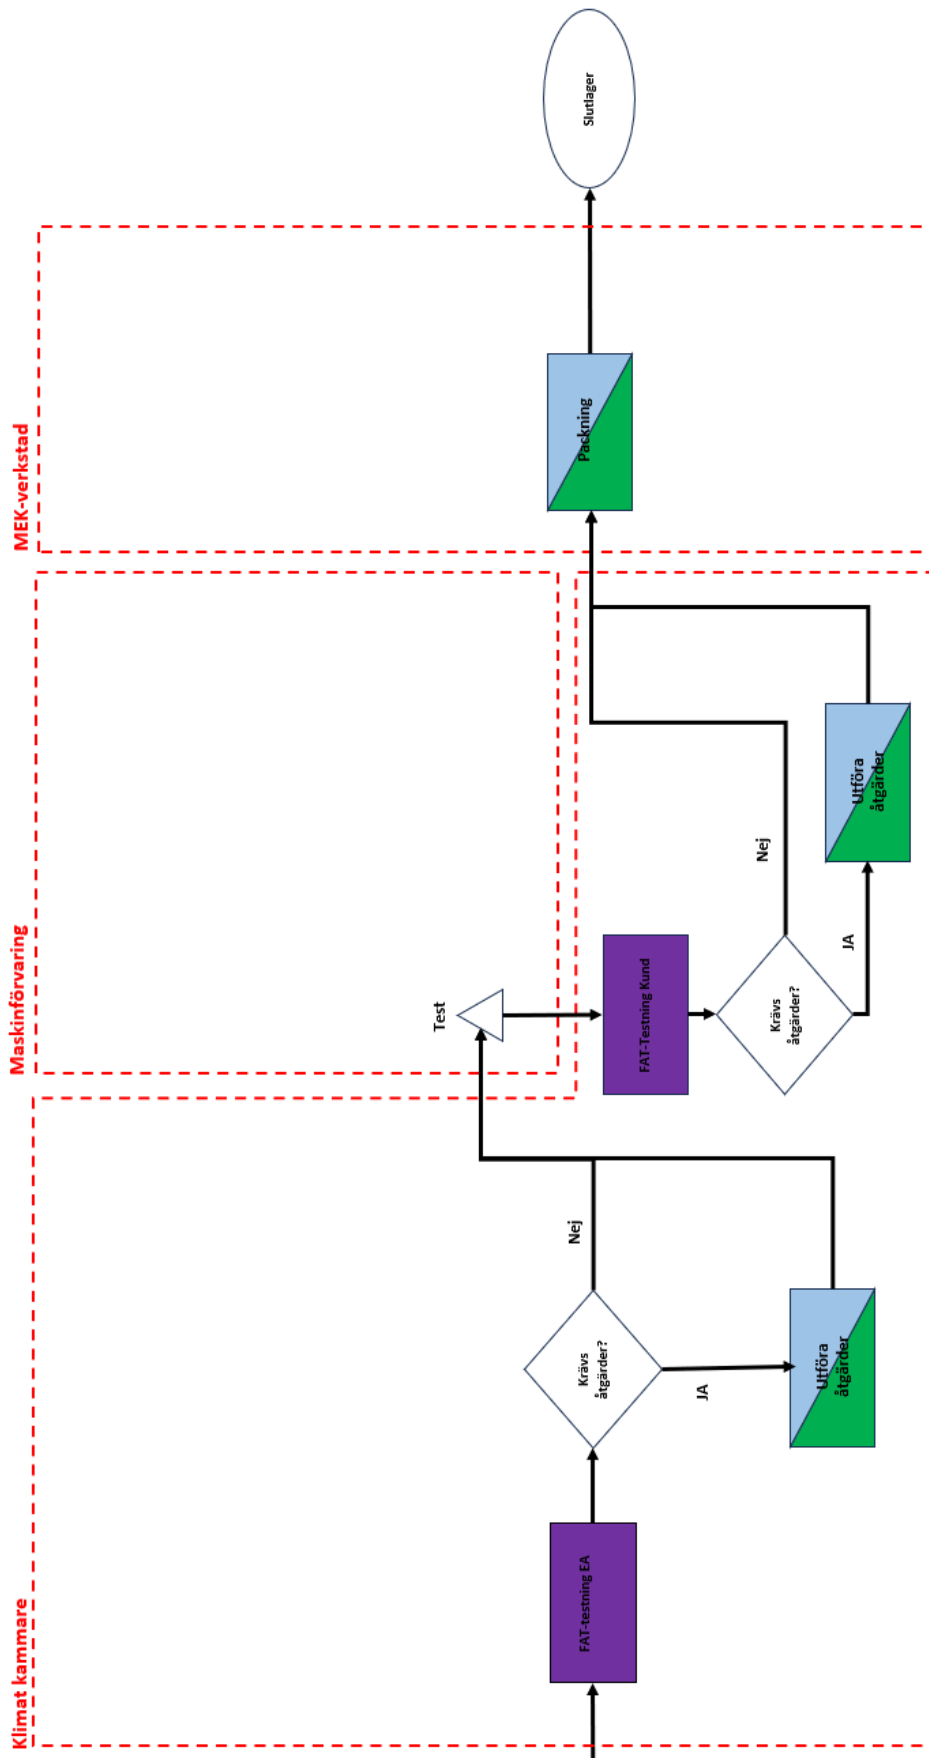 Klimat kammare
Maskinförvaring
MEK-verkstad
FAT-testning EA
Krävs
åtgärder?
JA
Utföra
åtgärder
Nej
Test
FAT-Testning Kund
Krävs
åtgärder?
JA
Utföra
åtgärder
Nej
Packning
Slutlager